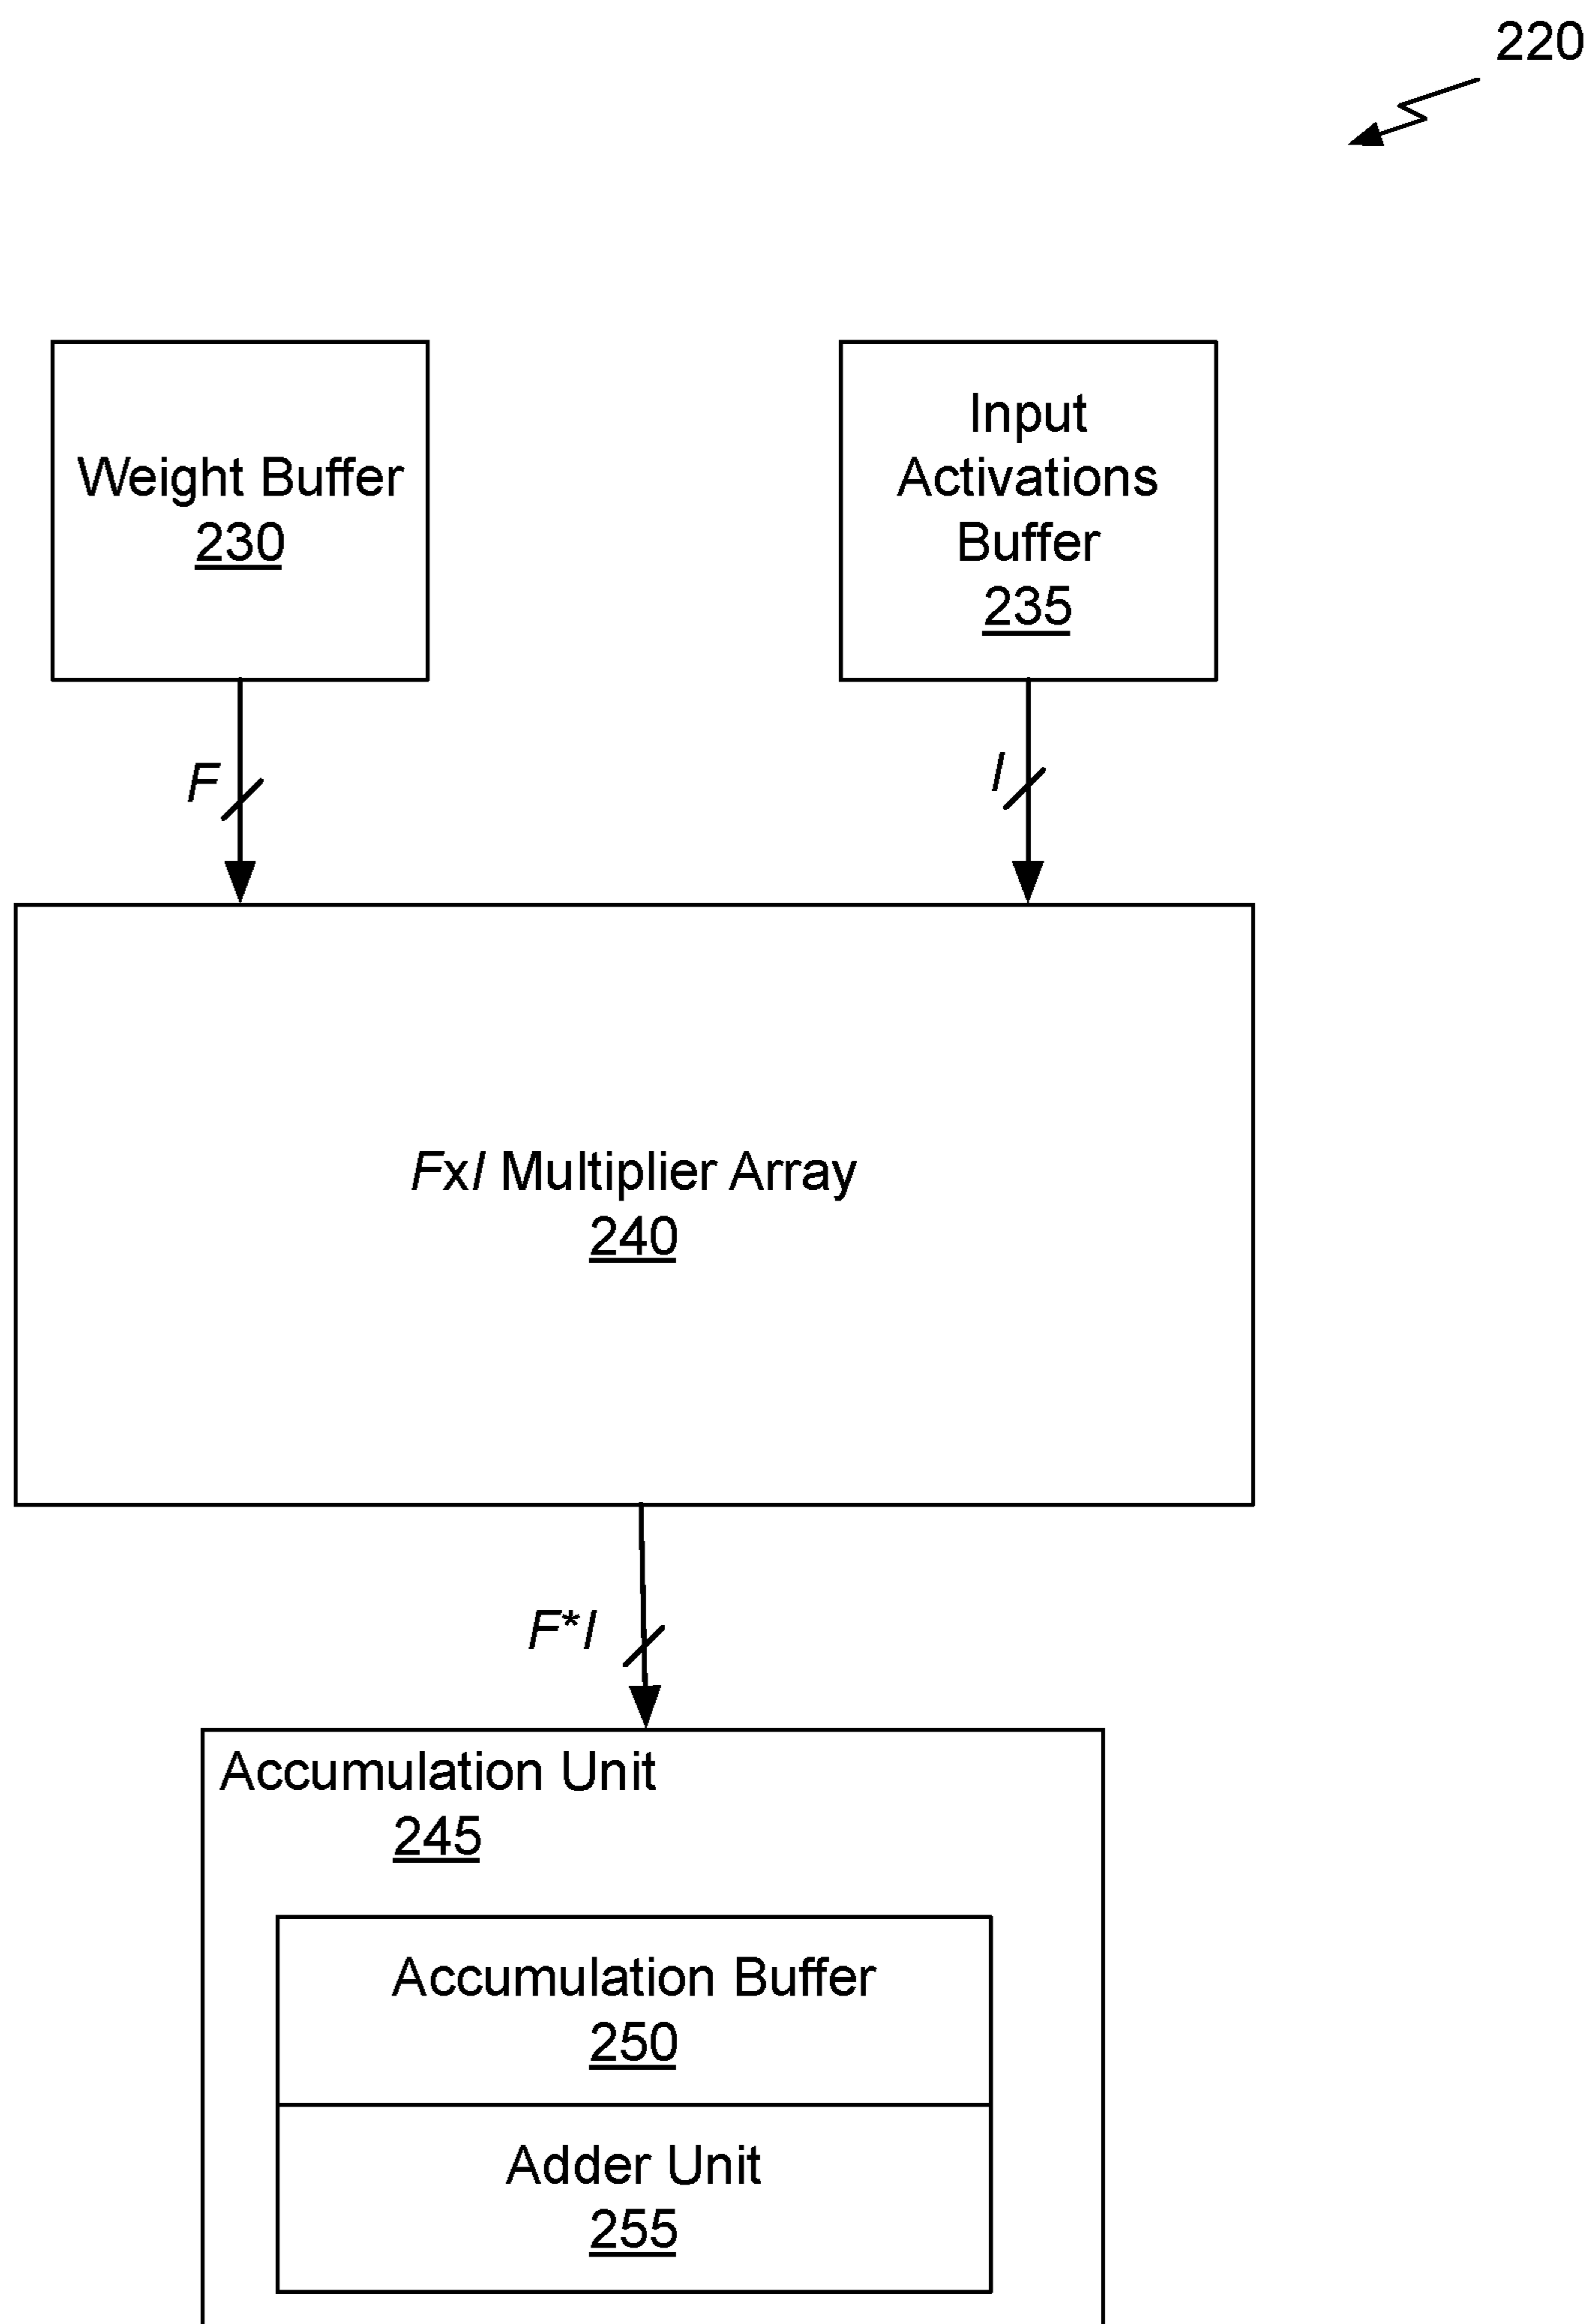 220
Weight Buffer
230
Input
Activations
Buffer
235
F
I
FxI Multiplier Array
240
F*I
Accumulation Unit
245
Accumulation Buffer
250
Adder Unit
255